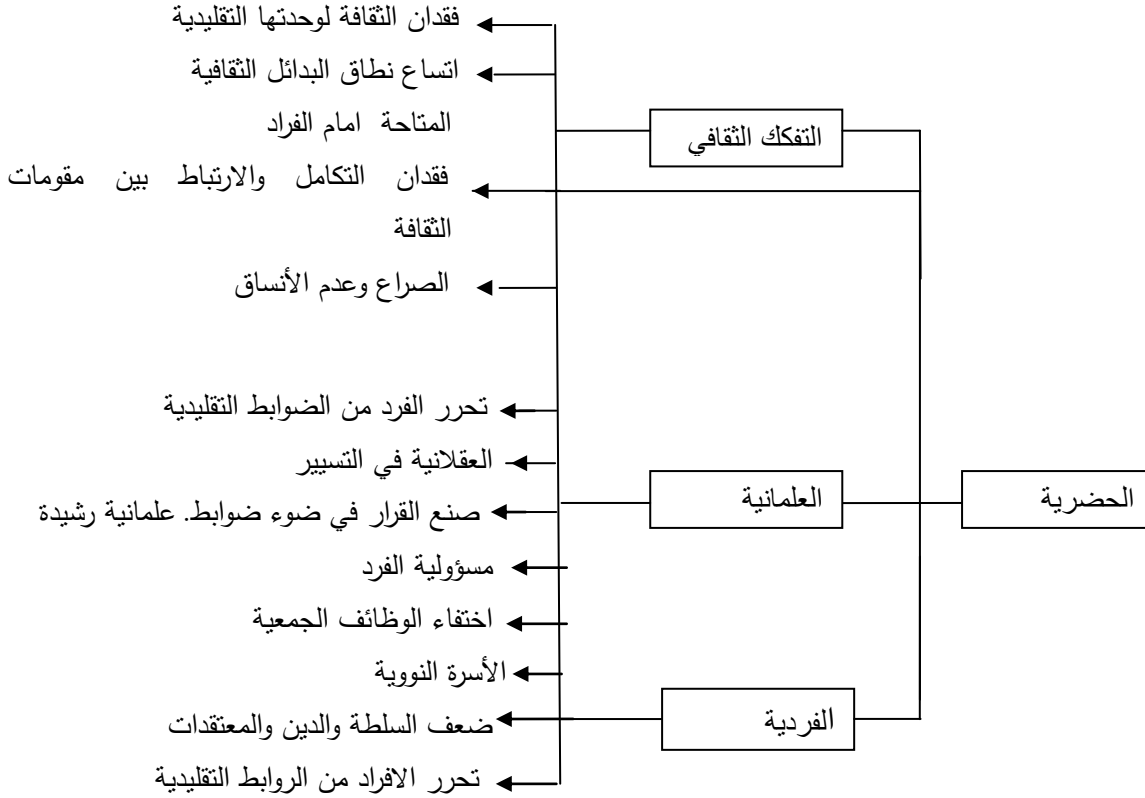 فقدان الثقافة لوحدتها التقليدية
اتساع نطاق البدائل الثقافية
المتاحة امام الفراد
التفكك الثقافي
فقدان التكامل والارتباط بين مقومات
الثقافة
الصراع وعدم الأنساق
تحرر الفرد من الضوابط التقليدية
العقلانية في التسيير
الحضرية
العلمانية
صنع القرار في ضوء ضوابط. علمانية رشيدة
مسؤولية الفرد
اختفاء الوظائف الجمعية
الأسرة النووية
الفردية
ضعف السلطة والدين والمعتقدات
تحرر الافراد من الروابط التقليدية